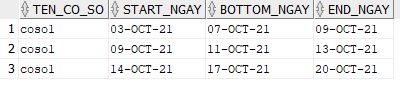 TEN_CO_SO START_NGAY BOTTOM_NGAY END_NGAY
1 coso1 03-OCT-21 07-OCT-21 09-OCT-21
2 coso1 09-OCT-21 11-OCT-21 13-OCT-21
3 coso1 14-OCT-21 17-OCT-21 20-OCT-21